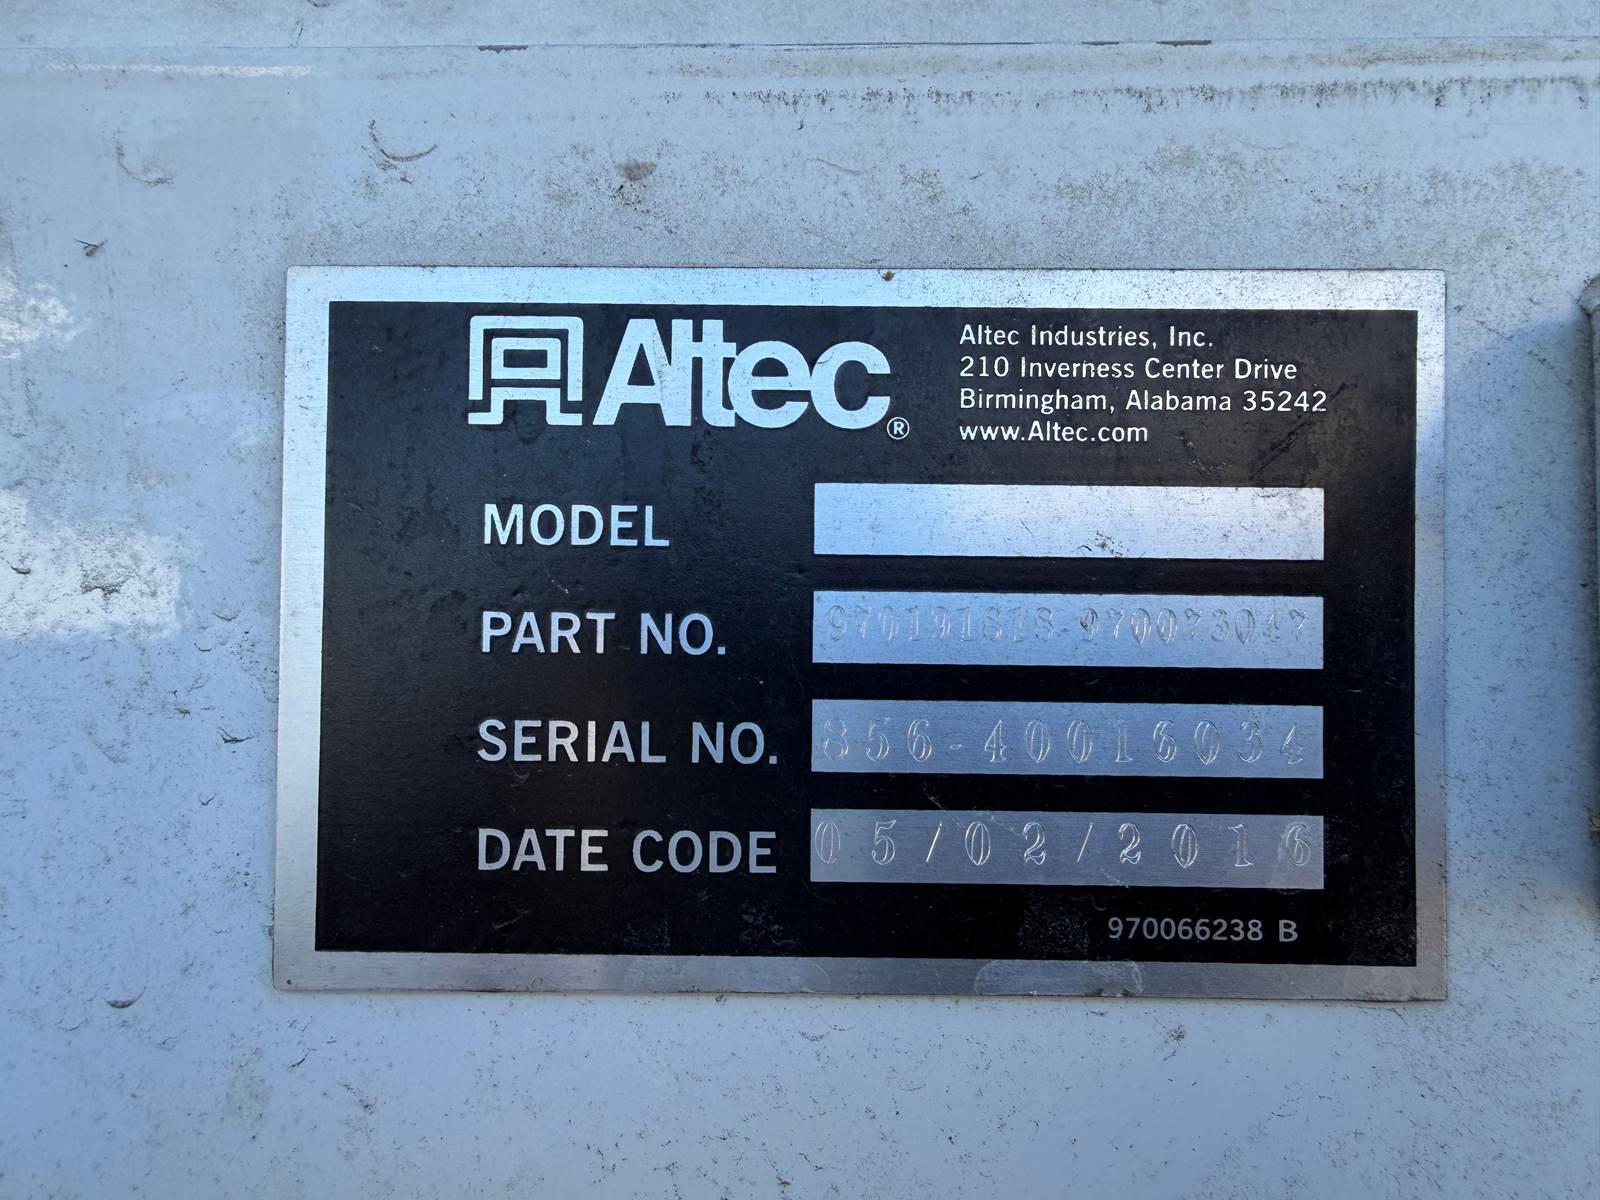 Altec®
Altec Industries, Inc.
210 Inverness Center Drive
Birmingham, Alabama 35242
www.Altec.com
MODEL
PART NO. 970191818-970073047
SERIAL NO. 856-40016034
DATE CODE 05/02/2016
970066238 B